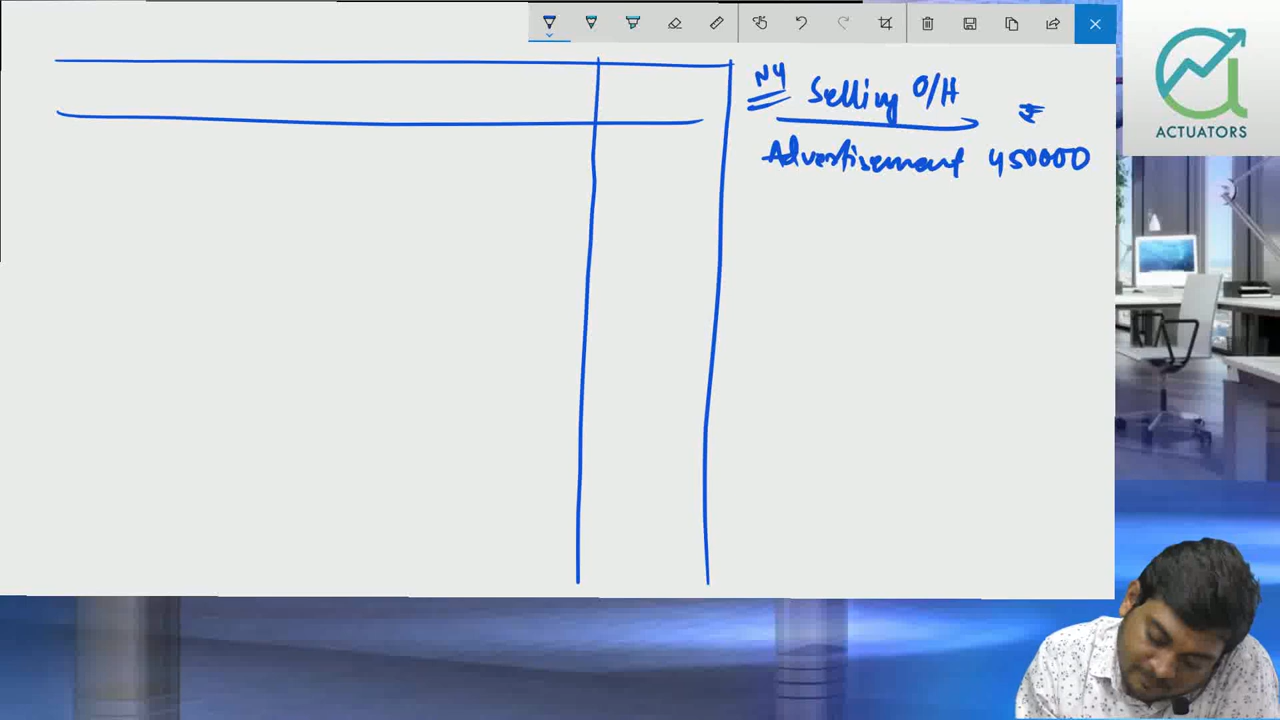 N4 Selling O/H ₹
Advertisement 450000
ACTUATORS